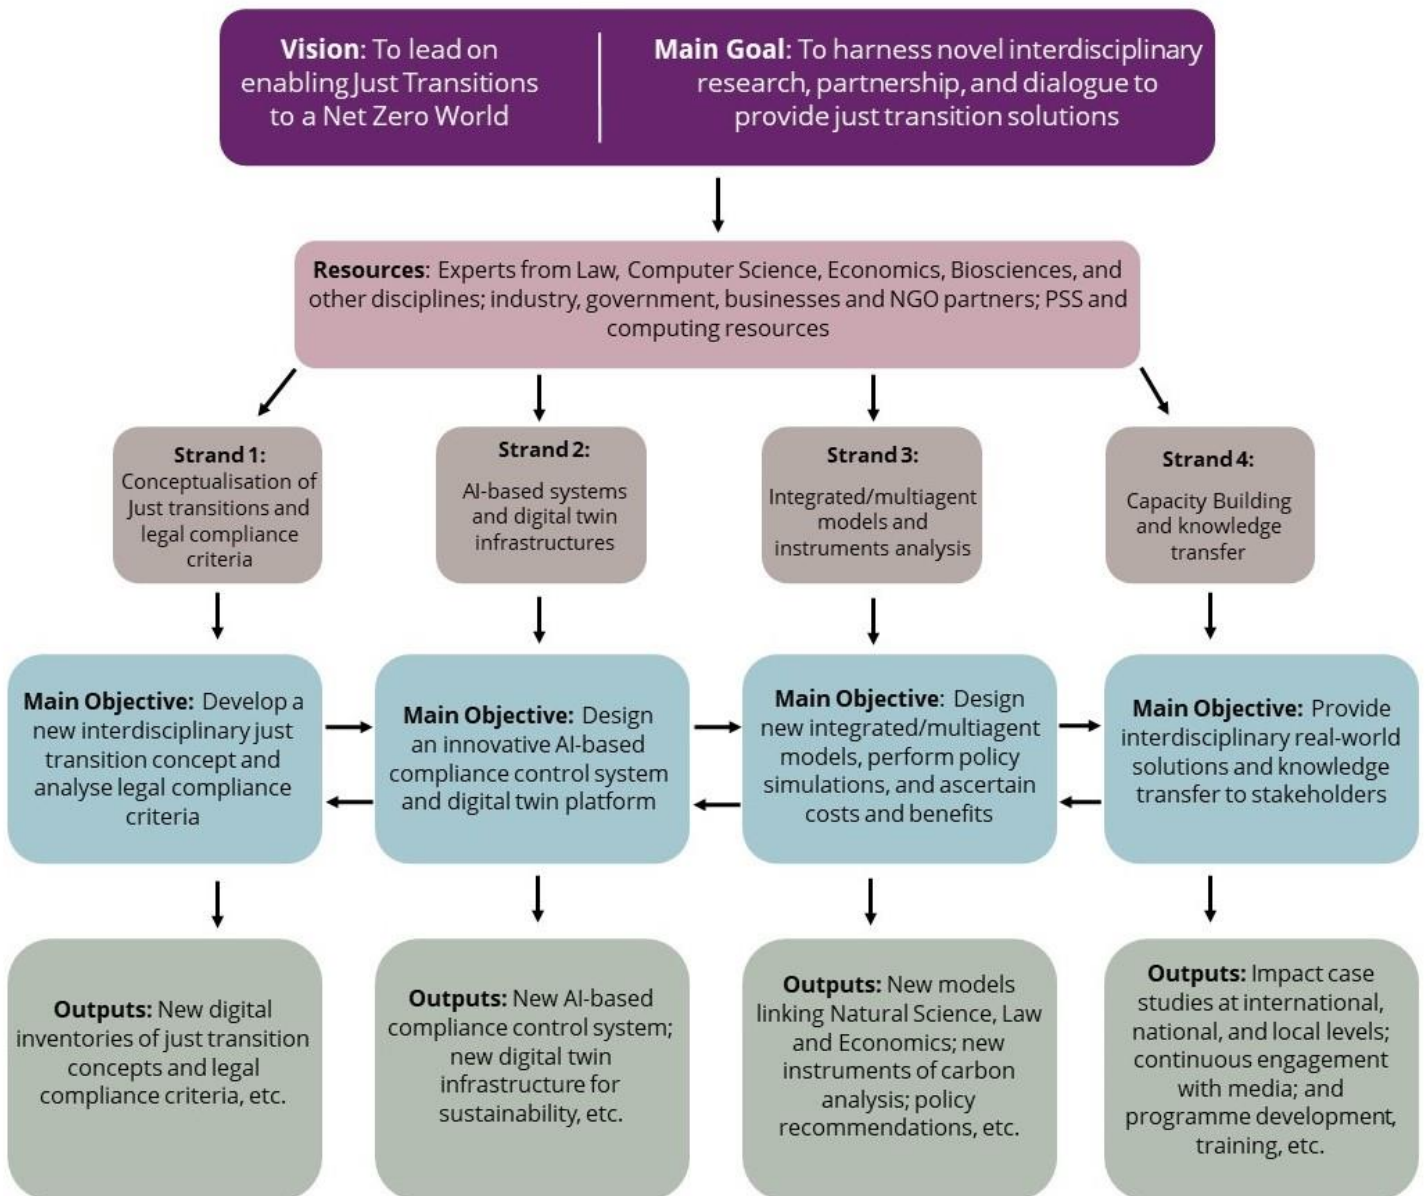 Vision: To lead on
enabling Just Transitions
to a Net Zero World
Main Goal: To harness novel interdisciplinary
research, partnership, and dialogue to
provide just transition solutions
Resources: Experts from Law, Computer Science, Economics, Biosciences, and
other disciplines; industry, government, businesses and NGO partners; PSS and
computing resources
Strand 1:
Conceptualisation of
Just transitions and
legal compliance
criteria
Strand 2:
AI-based systems
and digital twin
infrastructures
Strand 3:
Integrated/multiagent
models and
instruments analysis
Strand 4:
Capacity Building
and knowledge
transfer
Main Objective: Develop a
new interdisciplinary just
transition concept and
analyse legal compliance
criteria
Main Objective: Design
an innovative AI-based
compliance control system
and digital twin platform
Main Objective: Design
new integrated/multiagent
models, perform policy
simulations, and ascertain
costs and benefits
Main Objective: Provide
interdisciplinary real-world
solutions and knowledge
transfer to stakeholders
Outputs: New digital
inventories of just transition
concepts and legal
compliance criteria, etc.
Outputs: New AI-based
compliance control system;
new digital twin
infrastructure for
sustainability, etc.
Outputs: New models
linking Natural Science, Law
and Economics; new
instruments of carbon
analysis; policy
recommendations, etc.
Outputs: Impact case
studies at international,
national, and local levels;
continuous engagement
with media; and
programme development,
training, etc.